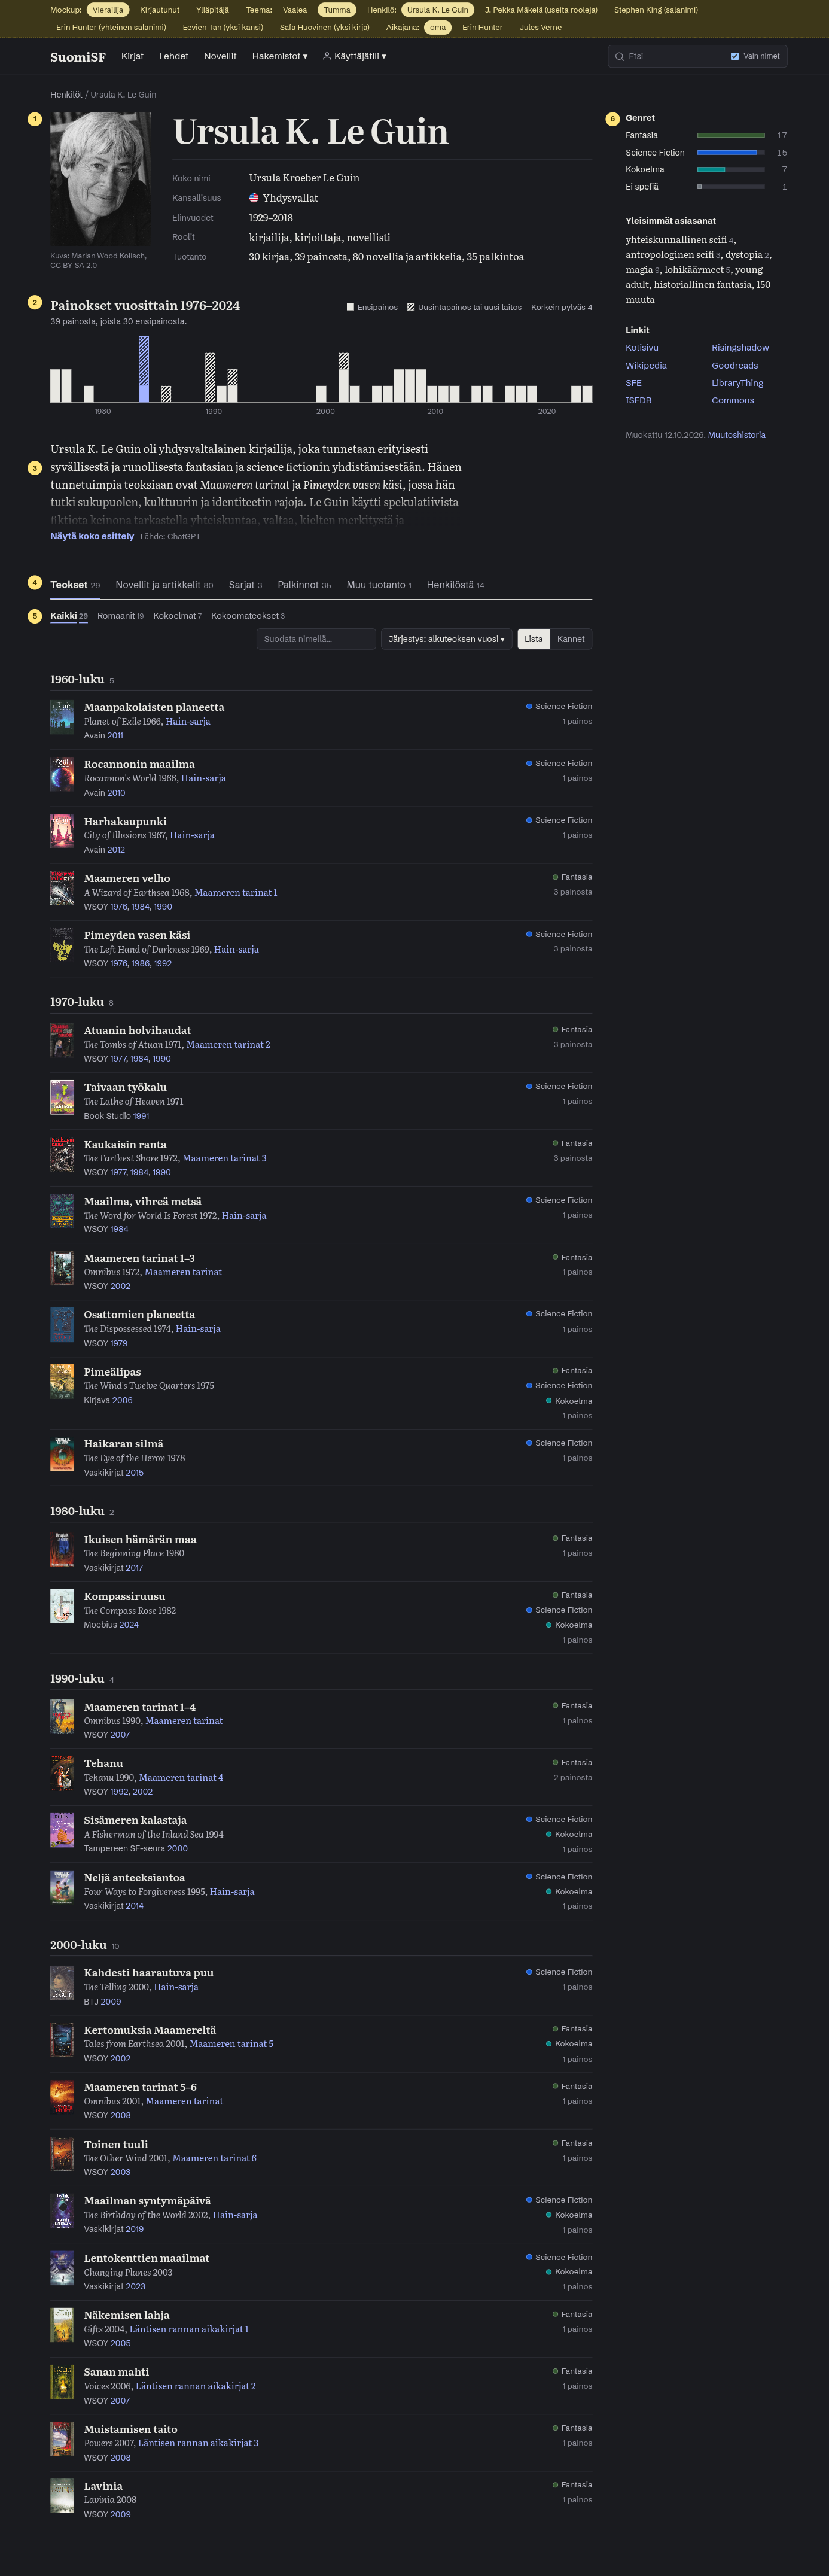 Mockup: Vierailija Kirjautunut Ylläpitäjä Teema: Vaalea Tumma Henkilö: Ursula K. Le Guin J. Pekka Mäkelä (useita rooleja) Stephen King (salanimi)
Erin Hunter (yhteinen salanimi) Eevien Tan (yksi kansi) Safa Huovinen (yksi kirja) Aikajana: oma Erin Hunter Jules Verne
SuomiSF Kirjat Lehdet Novellit Hakemistot ▾ Käyttäjätili ▾ Etsi Vain nimet
Henkilöt / Ursula K. Le Guin
1
Ursula K. Le Guin
Koko nimi Ursula Kroeber Le Guin
Kansallisuus Yhdysvallat
Elinvuodet 1929–2018
Roolit kirjailija, kirjoittaja, novellisti
Tuotanto 30 kirjaa, 39 painosta, 80 novellia ja artikkelia, 35 palkintoa
Kuva: Marian Wood Kolisch,
CC BY-SA 2.0
6
Genret
Fantasia 17
Science Fiction 15
Kokoelma 7
Ei spefiä 1
Yleisimmät asiasanat
yhteiskunnallinen scifi 4,
antropologinen scifi 3, dystopia 2,
magia 9, lohikäärmeet 5, young
adult, historiallinen fantasia, 150
muuta
Linkit
Kotisivu Risingshadow
Wikipedia Goodreads
SFE LibraryThing
ISFDB Commons
Muokattu 12.10.2026. Muutoshistoria
2
Painokset vuosittain 1976–2024
Ensipainos Uusintapainos tai uusi laitos Korkein pylväs 4
39 painosta, joista 30 ensipainosta.
1980 1990 2000 2010 2020
3
Ursula K. Le Guin oli yhdysvaltalainen kirjailija, joka tunnetaan erityisesti
syvällisestä ja runollisesta fantasian ja science fictionin yhdistämisestään. Hänen
tunnetuimpia teoksiaan ovat Maameren tarinat ja Pimeyden vasen käsi, jossa hän
tutki sukupuolen, kulttuurin ja identiteetin rajoja. Le Guin käytti spekulatiivista
fiktiota keinona tarkastella yhteiskuntaa, valtaa, kielten merkitystä ja
Näytä koko esittely Lähde: ChatGPT
4
Teokset 29 Novellit ja artikkelit 80 Sarjat 3 Palkinnot 35 Muu tuotanto 1 Henkilöstä 14
5
Kaikki 29 Romaanit 19 Kokoelmat 7 Kokoomateokset 3
Suodata nimellä... Järjestys: alkuteoksen vuosi ▾ Lista Kannet
1960-luku 5
Maanpakolaisten planeetta Science Fiction
Planet of Exile 1966, Hain-sarja 1 painos
Avain 2011
Rocannonin maailma Science Fiction
Rocannon's World 1966, Hain-sarja 1 painos
Avain 2010
Harhakaupunki Science Fiction
City of Illusions 1967, Hain-sarja 1 painos
Avain 2012
Maameren velho Fantasia
A Wizard of Earthsea 1968, Maameren tarinat 1 3 painosta
WSOY 1976, 1984, 1990
Pimeyden vasen käsi Science Fiction
The Left Hand of Darkness 1969, Hain-sarja 3 painosta
WSOY 1976, 1986, 1992
1970-luku 8
Atuanin holvihaudat Fantasia
The Tombs of Atuan 1971, Maameren tarinat 2 3 painosta
WSOY 1977, 1984, 1990
Taivaan työkalu Science Fiction
The Lathe of Heaven 1971 1 painos
Book Studio 1991
Kaukaisin ranta Fantasia
The Farthest Shore 1972, Maameren tarinat 3 3 painosta
WSOY 1977, 1984, 1990
Maailma, vihreä metsä Science Fiction
The Word for World Is Forest 1972, Hain-sarja 1 painos
WSOY 1984
Maameren tarinat 1–3 Fantasia
Omnibus 1972, Maameren tarinat 1 painos
WSOY 2002
Osattomien planeetta Science Fiction
The Dispossessed 1974, Hain-sarja 1 painos
WSOY 1979
Pimeälipas Fantasia
The Wind's Twelve Quarters 1975 Science Fiction
Kirjava 2006 Kokoelma
1 painos
Haikaran silmä Science Fiction
The Eye of the Heron 1978 1 painos
Vaskikirjat 2015
1980-luku 2
Ikuisen hämärän maa Fantasia
The Beginning Place 1980 1 painos
Vaskikirjat 2017
Kompassiruusu Fantasia
The Compass Rose 1982 Science Fiction
Moebius 2024 Kokoelma
1 painos
1990-luku 4
Maameren tarinat 1–4 Fantasia
Omnibus 1990, Maameren tarinat 1 painos
WSOY 2007
Tehanu Fantasia
Tehanu 1990, Maameren tarinat 4 2 painosta
WSOY 1992, 2002
Sisämeren kalastaja Science Fiction
A Fisherman of the Inland Sea 1994 Kokoelma
Tampereen SF-seura 2000 1 painos
Neljä anteeksiantoa Science Fiction
Four Ways to Forgiveness 1995, Hain-sarja Kokoelma
Vaskikirjat 2014 1 painos
2000-luku 10
Kahdesti haarautuva puu Science Fiction
The Telling 2000, Hain-sarja 1 painos
BTJ 2009
Kertomuksia Maamereltä Fantasia
Tales from Earthsea 2001, Maameren tarinat 5 Kokoelma
WSOY 2002 1 painos
Maameren tarinat 5–6 Fantasia
Omnibus 2001, Maameren tarinat 1 painos
WSOY 2008
Toinen tuuli Fantasia
The Other Wind 2001, Maameren tarinat 6 1 painos
WSOY 2003
Maailman syntymäpäivä Science Fiction
The Birthday of the World 2002, Hain-sarja Kokoelma
Vaskikirjat 2019 1 painos
Lentokenttien maailmat Science Fiction
Changing Planes 2003 Kokoelma
Vaskikirjat 2023 1 painos
Näkemisen lahja Fantasia
Gifts 2004, Läntisen rannan aikakirjat 1 1 painos
WSOY 2005
Sanan mahti Fantasia
Voices 2006, Läntisen rannan aikakirjat 2 1 painos
WSOY 2007
Muistamisen taito Fantasia
Powers 2007, Läntisen rannan aikakirjat 3 1 painos
WSOY 2008
Lavinia Fantasia
Lavinia 2008 1 painos
WSOY 2009